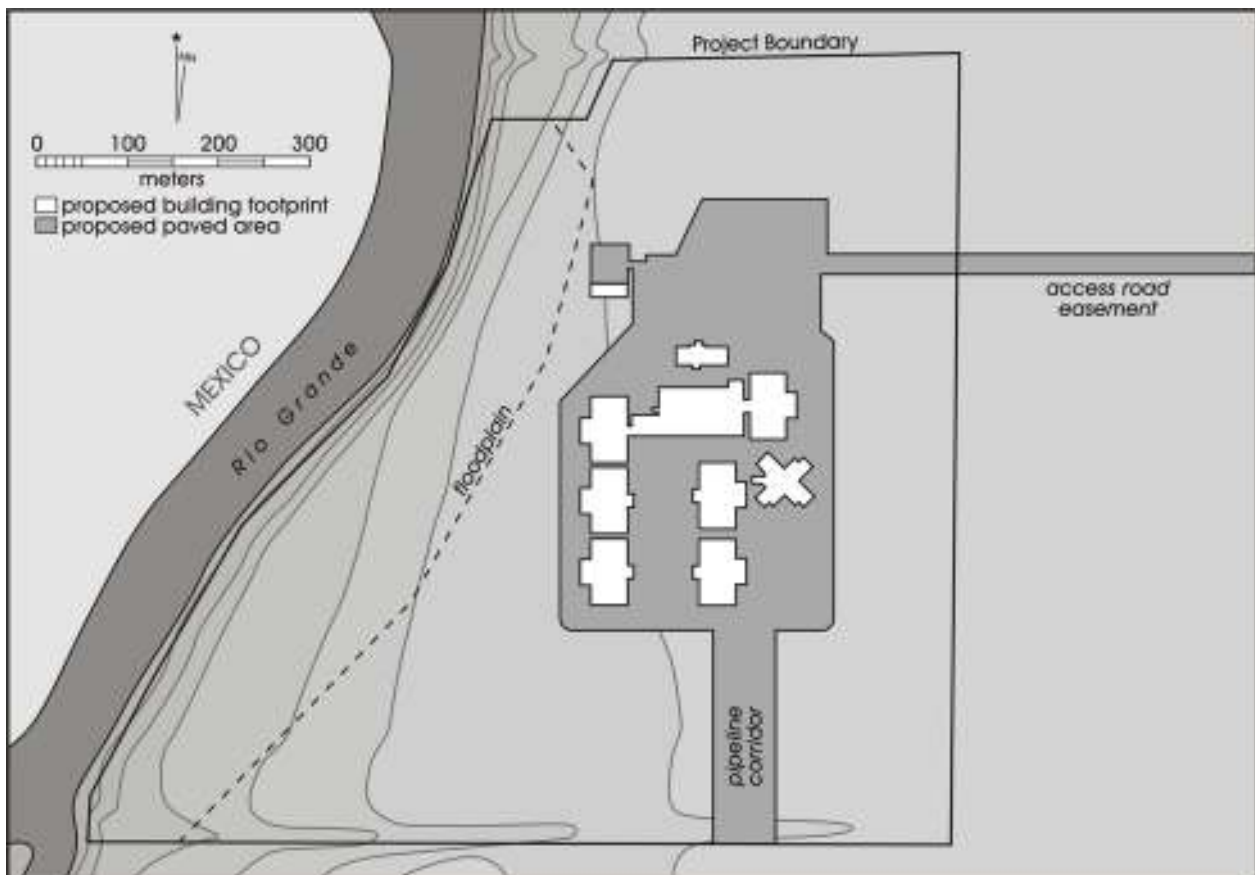 Project Boundary
0 100 200 300
meters
proposed building footprint
proposed paved area
access road
easement
MEXICO
Rio Grande
floodplain
pipeline
corridor